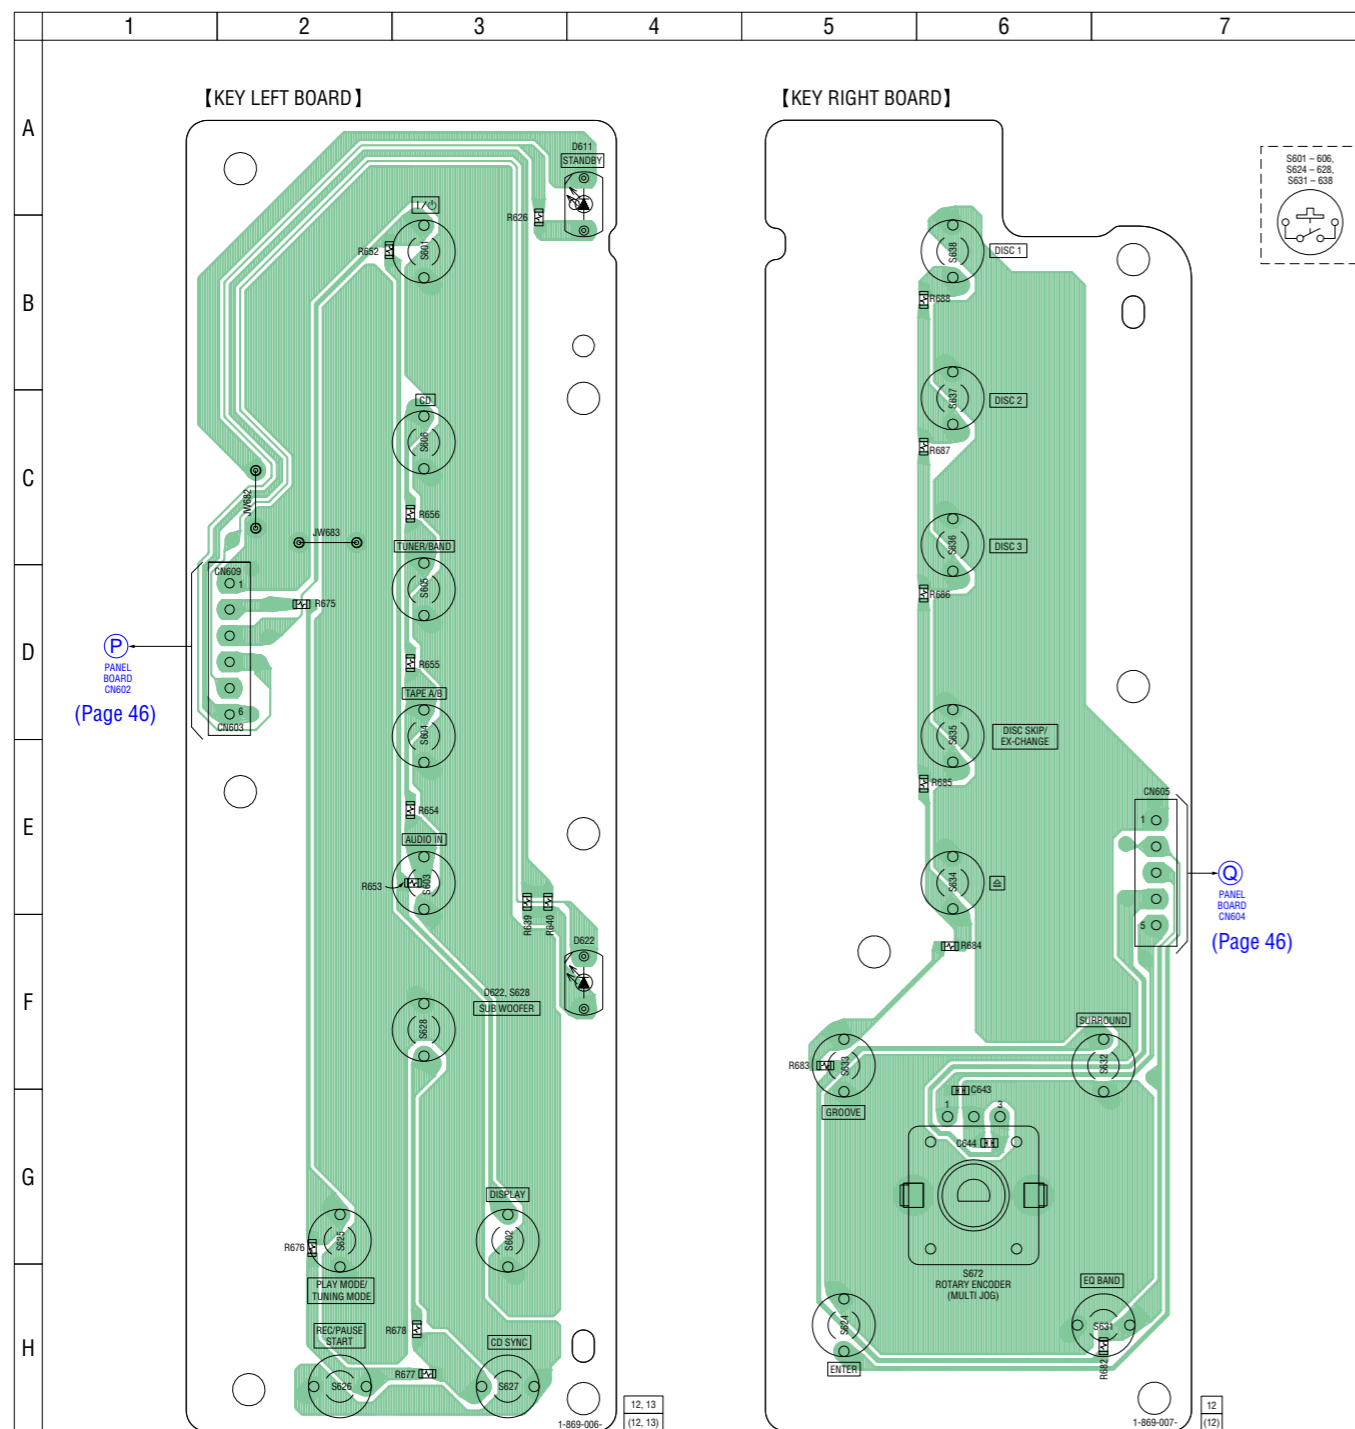 1 2 3 4 5 6 7
A
B
C
D
E
F
G
H
【KEY LEFT BOARD】
D611
STANDBY
R626
I/⏻
R652
S601
CD
S606
JW682
R656
JW683
TUNER/BAND
S605
CN609
1
R675
P
PANEL
BOARD
CN602
(Page 46)
6
CN603
R655
TAPE A/B
S604
R654
AUDIO IN
R653
S603
R639
R640
D622
D622, S628
SUB WOOFER
S628
DISPLAY
R676
S625
S602
PLAY MODE/
TUNING MODE
REC/PAUSE
START
R678
CD SYNC
R677
S626
S627
1-869-006-
12, 13
(12, 13)
【KEY RIGHT BOARD】
S601 – 606,
S624 – 628,
S631 – 638
S638
DISC 1
R688
S637
DISC 2
R687
S636
DISC 3
R686
S635
DISC SKIP/
EX-CHANGE
R685
CN605
1
5
S634
⏏
Q
PANEL
BOARD
CN604
(Page 46)
R684
SURROUND
R683
S633
S632
GROOVE
C643
1 3
C644
S672
ROTARY ENCODER
(MULTI JOG)
EQ BAND
S624
S631
ENTER
R682
1-869-007-
12
(12)